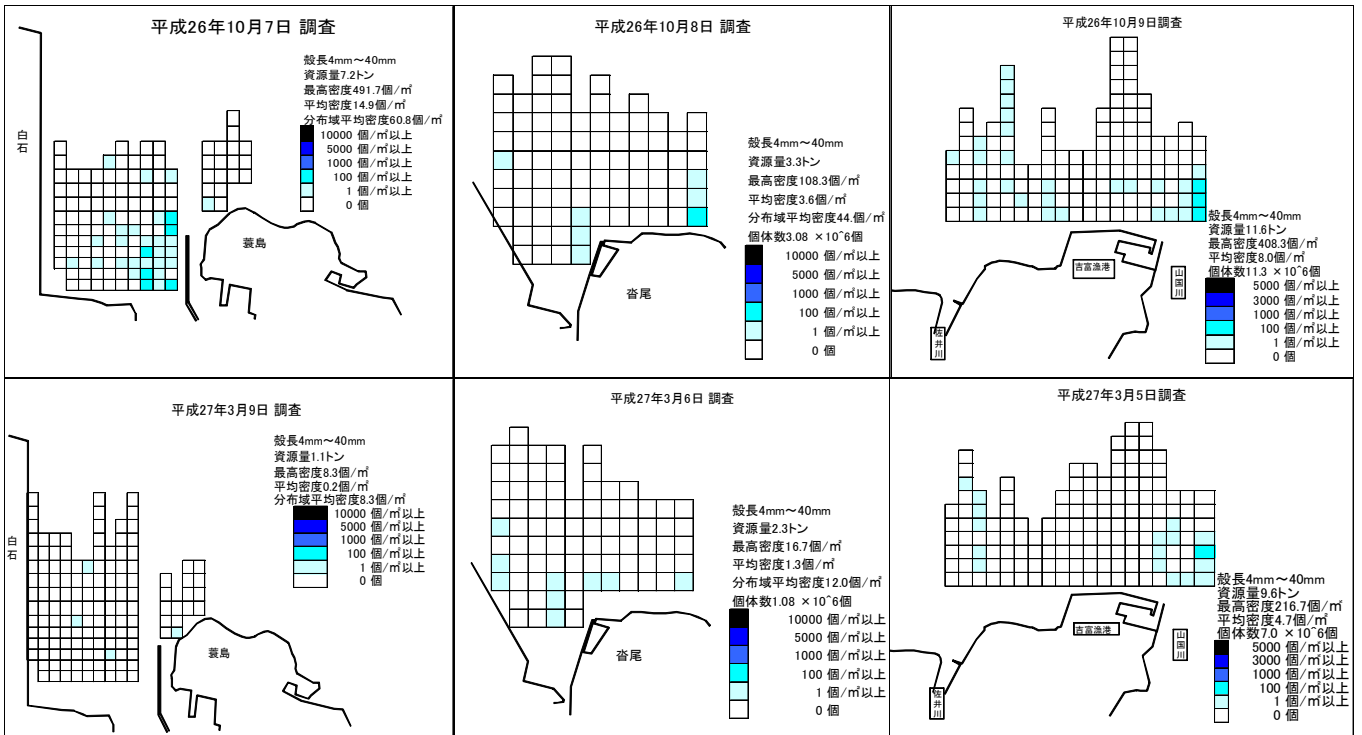 平成26年10月7日 調査
殻長4mm～40mm
資源量7.2トン
最高密度491.7個/㎡
平均密度14.9個/㎡
分布域平均密度60.8個/㎡
10000 個/㎡以上
5000 個/㎡以上
1000 個/㎡以上
100 個/㎡以上
1 個/㎡以上
0 個
白石
蓑島
平成26年10月8日 調査
殻長4mm～40mm
資源量3.3トン
最高密度108.3個/㎡
平均密度3.6個/㎡
分布域平均密度44.個/㎡
個体数3.08 ×10^6個
10000 個/㎡以上
5000 個/㎡以上
1000 個/㎡以上
100 個/㎡以上
1 個/㎡以上
0 個
沓尾
平成26年10月9日 調査
殻長4mm～40mm
資源量11.6トン
最高密度408.3個/㎡
平均密度8.0個/㎡
個体数11.3 ×10^6個
5000 個/㎡以上
3000 個/㎡以上
1000 個/㎡以上
100 個/㎡以上
1 個/㎡以上
0 個
吉富漁港
山国川
佐井川
平成27年3月9日 調査
殻長4mm～40mm
資源量1.1トン
最高密度8.3個/㎡
平均密度0.2個/㎡
分布域平均密度8.3個/㎡
10000 個/㎡以上
5000 個/㎡以上
1000 個/㎡以上
100 個/㎡以上
1 個/㎡以上
0 個
白石
蓑島
平成27年3月6日 調査
殻長4mm～40mm
資源量2.3トン
最高密度16.7個/㎡
平均密度1.3個/㎡
分布域平均密度12.0個/㎡
個体数1.08 ×10^6個
10000 個/㎡以上
5000 個/㎡以上
1000 個/㎡以上
100 個/㎡以上
1 個/㎡以上
0 個
沓尾
平成27年3月5日 調査
殻長4mm～40mm
資源量9.6トン
最高密度216.7個/㎡
平均密度4.7個/㎡
個体数7.0 ×10^6個
5000 個/㎡以上
3000 個/㎡以上
1000 個/㎡以上
100 個/㎡以上
1 個/㎡以上
0 個
吉富漁港
山国川
佐井川